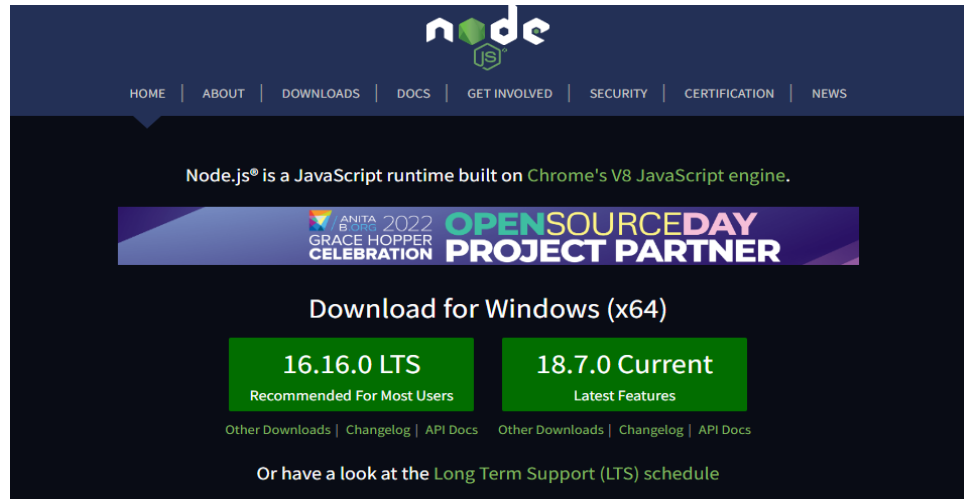 node
JS
HOME | ABOUT | DOWNLOADS | DOCS | GET INVOLVED | SECURITY | CERTIFICATION | NEWS
Node.js® is a JavaScript runtime built on Chrome's V8 JavaScript engine.
ANITA B.ORG 2022 GRACE HOPPER CELEBRATION
OPENSOURCEDAY
PROJECT PARTNER
Download for Windows (x64)
16.16.0 LTS
Recommended For Most Users
Other Downloads | Changelog | API Docs
18.7.0 Current
Latest Features
Other Downloads | Changelog | API Docs
Or have a look at the Long Term Support (LTS) schedule